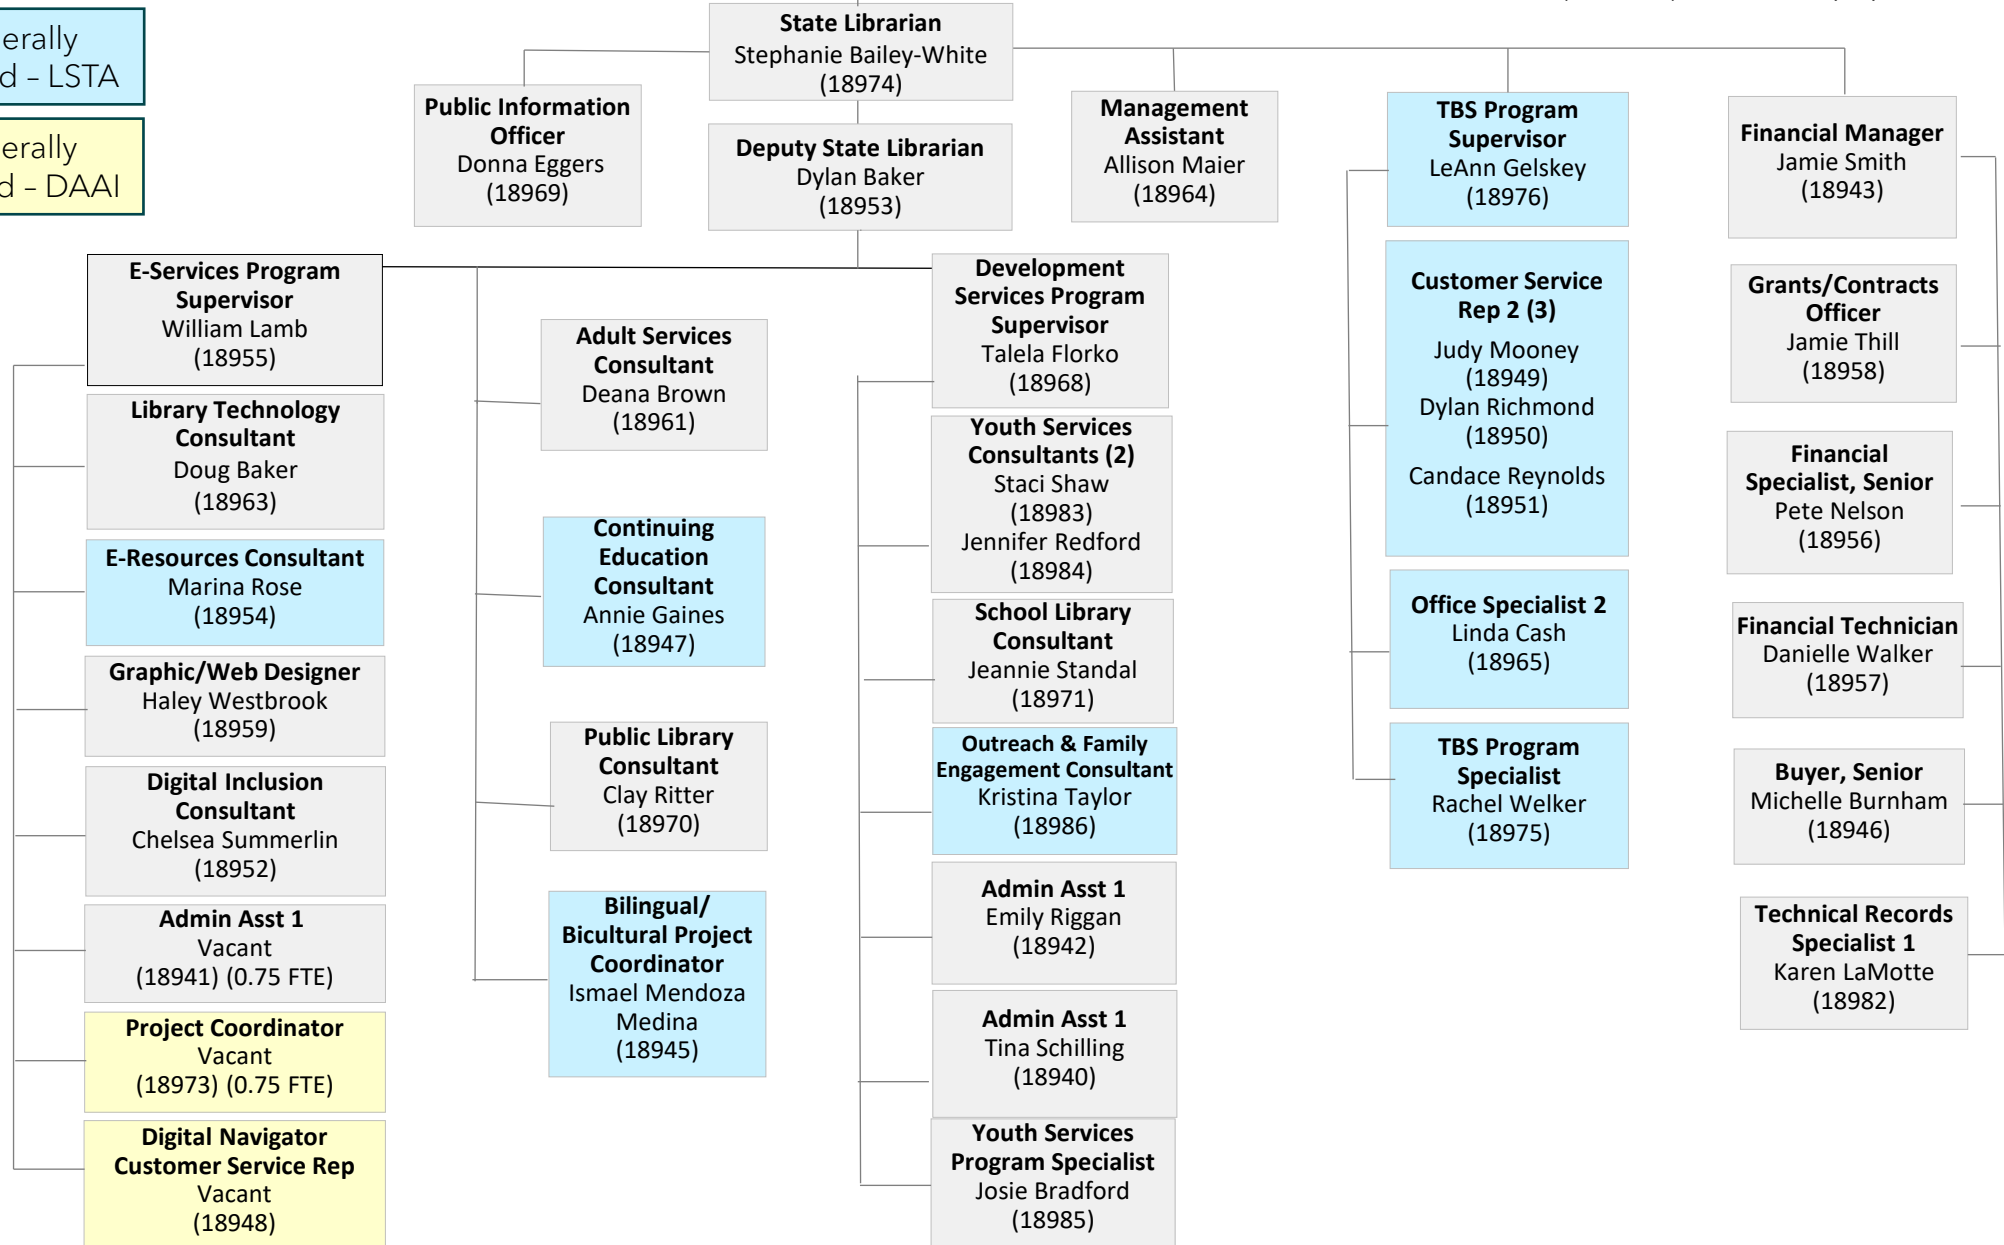 erally
d – LSTA
erally
d – DAAI
State Librarian
Stephanie Bailey-White
(18974)
Public Information
Officer
Donna Eggers
(18969)
Deputy State Librarian
Dylan Baker
(18953)
Management
Assistant
Allison Maier
(18964)
TBS Program
Supervisor
LeAnn Gelskey
(18976)
Financial Manager
Jamie Smith
(18943)
E-Services Program
Supervisor
William Lamb
(18955)
Library Technology
Consultant
Doug Baker
(18963)
E-Resources Consultant
Marina Rose
(18954)
Graphic/Web Designer
Haley Westbrook
(18959)
Digital Inclusion
Consultant
Chelsea Summerlin
(18952)
Admin Asst 1
Vacant
(18941) (0.75 FTE)
Project Coordinator
Vacant
(18973) (0.75 FTE)
Digital Navigator
Customer Service Rep
Vacant
(18948)
Adult Services
Consultant
Deana Brown
(18961)
Continuing
Education
Consultant
Annie Gaines
(18947)
Public Library
Consultant
Clay Ritter
(18970)
Bilingual/
Bicultural Project
Coordinator
Ismael Mendoza
Medina
(18945)
Development
Services Program
Supervisor
Talela Florko
(18968)
Youth Services
Consultants (2)
Staci Shaw
(18983)
Jennifer Redford
(18984)
School Library
Consultant
Jeannie Standal
(18971)
Outreach & Family
Engagement Consultant
Kristina Taylor
(18986)
Admin Asst 1
Emily Riggan
(18942)
Admin Asst 1
Tina Schilling
(18940)
Youth Services
Program Specialist
Josie Bradford
(18985)
Customer Service
Rep 2 (3)
Judy Mooney
(18949)
Dylan Richmond
(18950)
Candace Reynolds
(18951)
Office Specialist 2
Linda Cash
(18965)
TBS Program
Specialist
Rachel Welker
(18975)
Grants/Contracts
Officer
Jamie Thill
(18958)
Financial
Specialist, Senior
Pete Nelson
(18956)
Financial Technician
Danielle Walker
(18957)
Buyer, Senior
Michelle Burnham
(18946)
Technical Records
Specialist 1
Karen LaMotte
(18982)